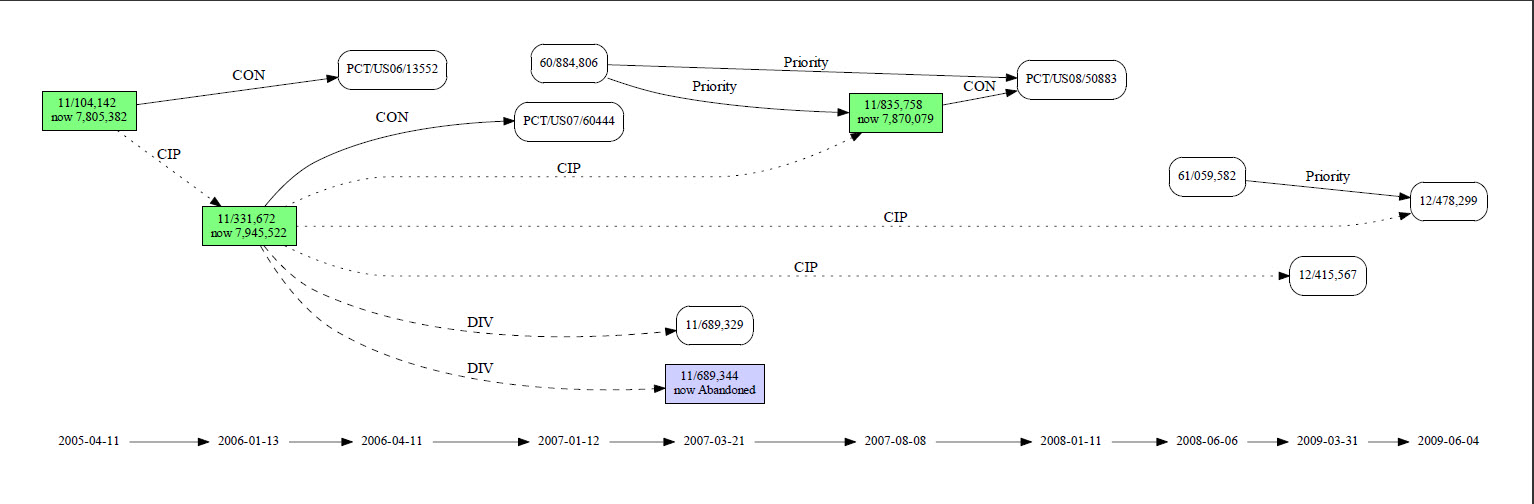 CON
PCT/US06/13552
60/884,806
Priority
PCT/US08/50883
11/104,142
now 7,805,382
Priority
CON
11/835,758
now 7,870,079
CON
PCT/US07/60444
CIP
CIP
61/059,582
Priority
12/478,299
11/331,672
now 7,945,522
CIP
CIP
12/415,567
DIV
11/689,329
DIV
11/689,344
now Abandoned
2005-04-11
2006-01-13
2006-04-11
2007-01-12
2007-03-21
2007-08-08
2008-01-11
2008-06-06
2009-03-31
2009-06-04